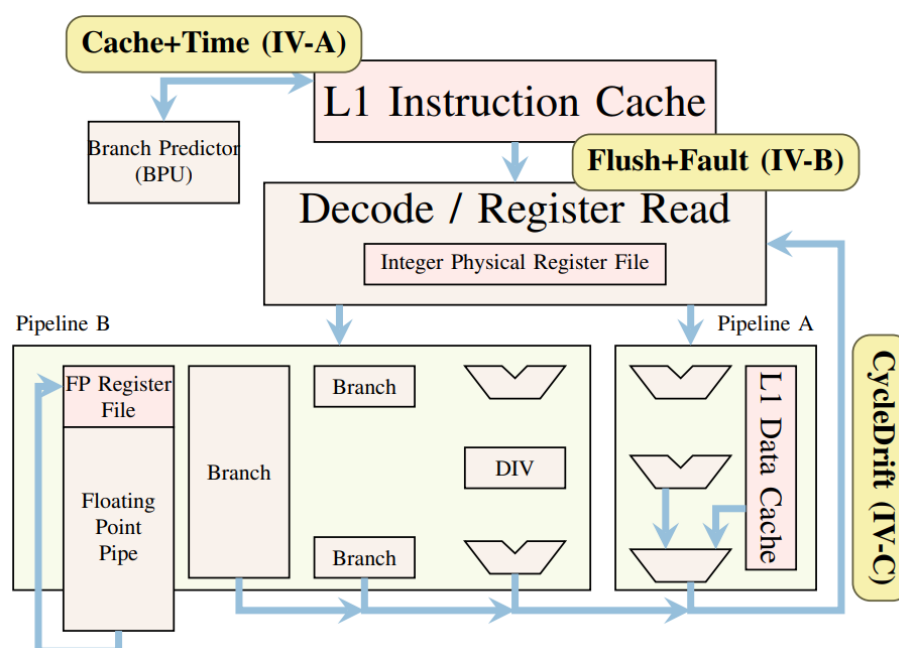 Cache+Time (IV-A)
L1 Instruction Cache
Branch Predictor
(BPU)
Flush+Fault (IV-B)
Decode / Register Read
Integer Physical Register File
Pipeline B
Pipeline A
FP Register
File
Floating
Point
Pipe
Branch
Branch
Branch
DIV
L1 Data Cache
CycleDrift (IV-C)